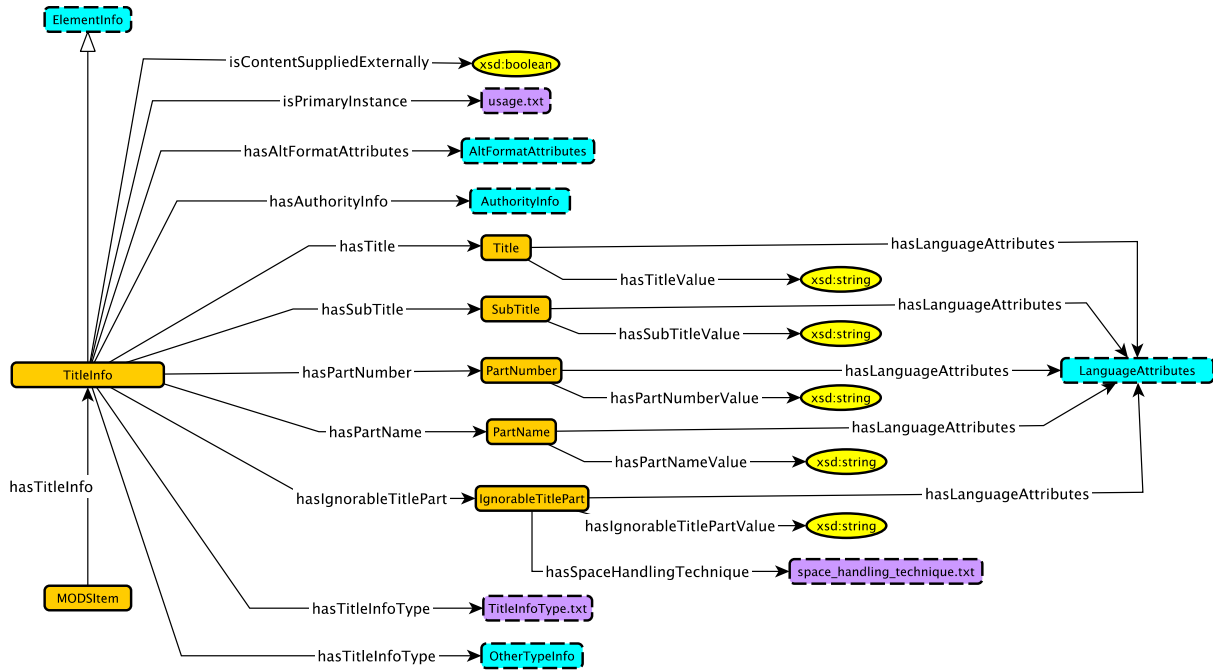 ElementInfo
isContentSuppliedExternally
xsd:boolean
isPrimaryInstance
usage.txt
hasAltFormatAttributes
AltFormatAttributes
hasAuthorityInfo
AuthorityInfo
hasTitle
Title
hasLanguageAttributes
hasTitleValue
xsd:string
hasSubTitle
SubTitle
hasLanguageAttributes
hasSubTitleValue
xsd:string
TitleInfo
hasPartNumber
PartNumber
hasLanguageAttributes
LanguageAttributes
hasPartNumberValue
xsd:string
hasPartName
PartName
hasLanguageAttributes
hasPartNameValue
xsd:string
hasTitleInfo
hasIgnorableTitlePart
IgnorableTitlePart
hasLanguageAttributes
hasIgnorableTitlePartValue
xsd:string
hasSpaceHandlingTechnique
space_handling_technique.txt
MODSItem
hasTitleInfoType
TitleInfoType.txt
hasTitleInfoType
OtherTypeInfo